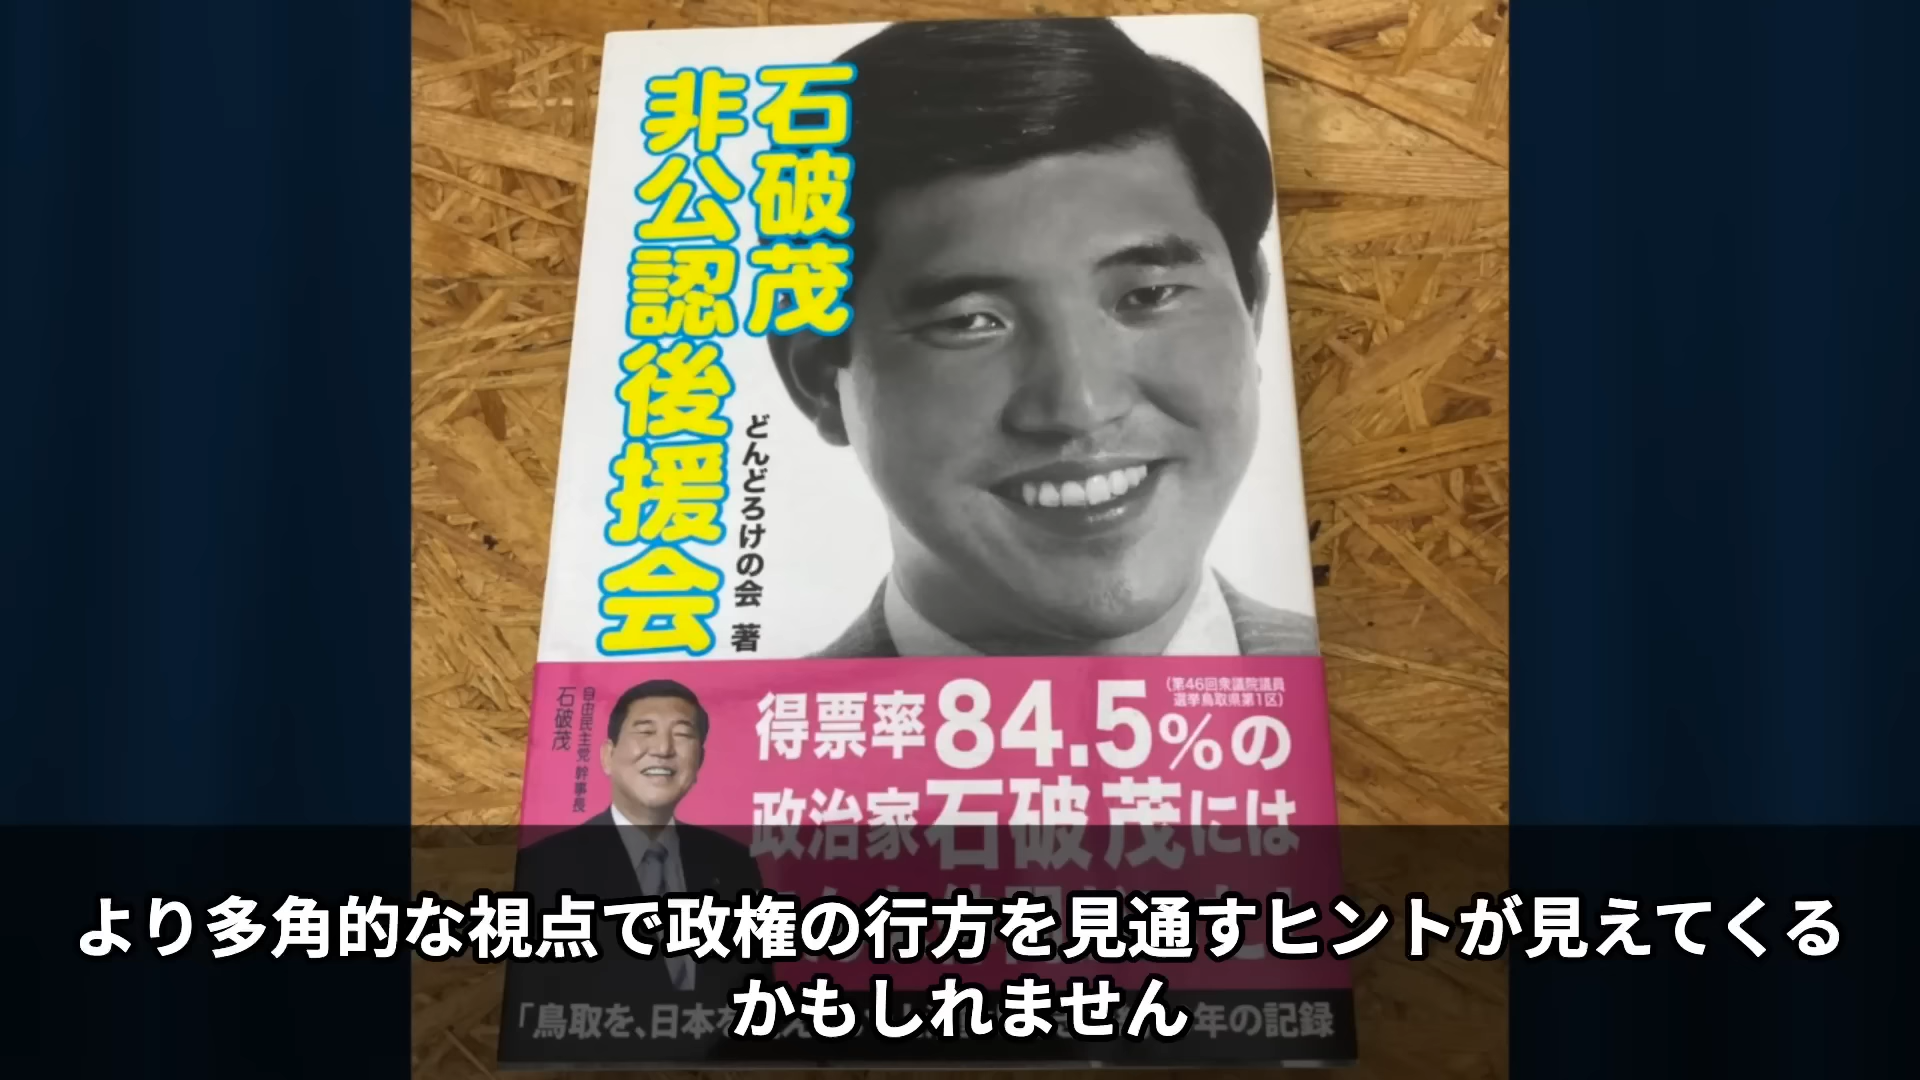 石破茂
非公認後援会
どんどろけの会 著
自由民主党 幹事長
石破茂
得票率84.5%の
(第46回衆議院議員
選挙鳥取県第1区)
政治家石破茂には
「鳥取を、日本を
年の記録
より多角的な視点で政権の行方を見通すヒントが見えてくる
かもしれません